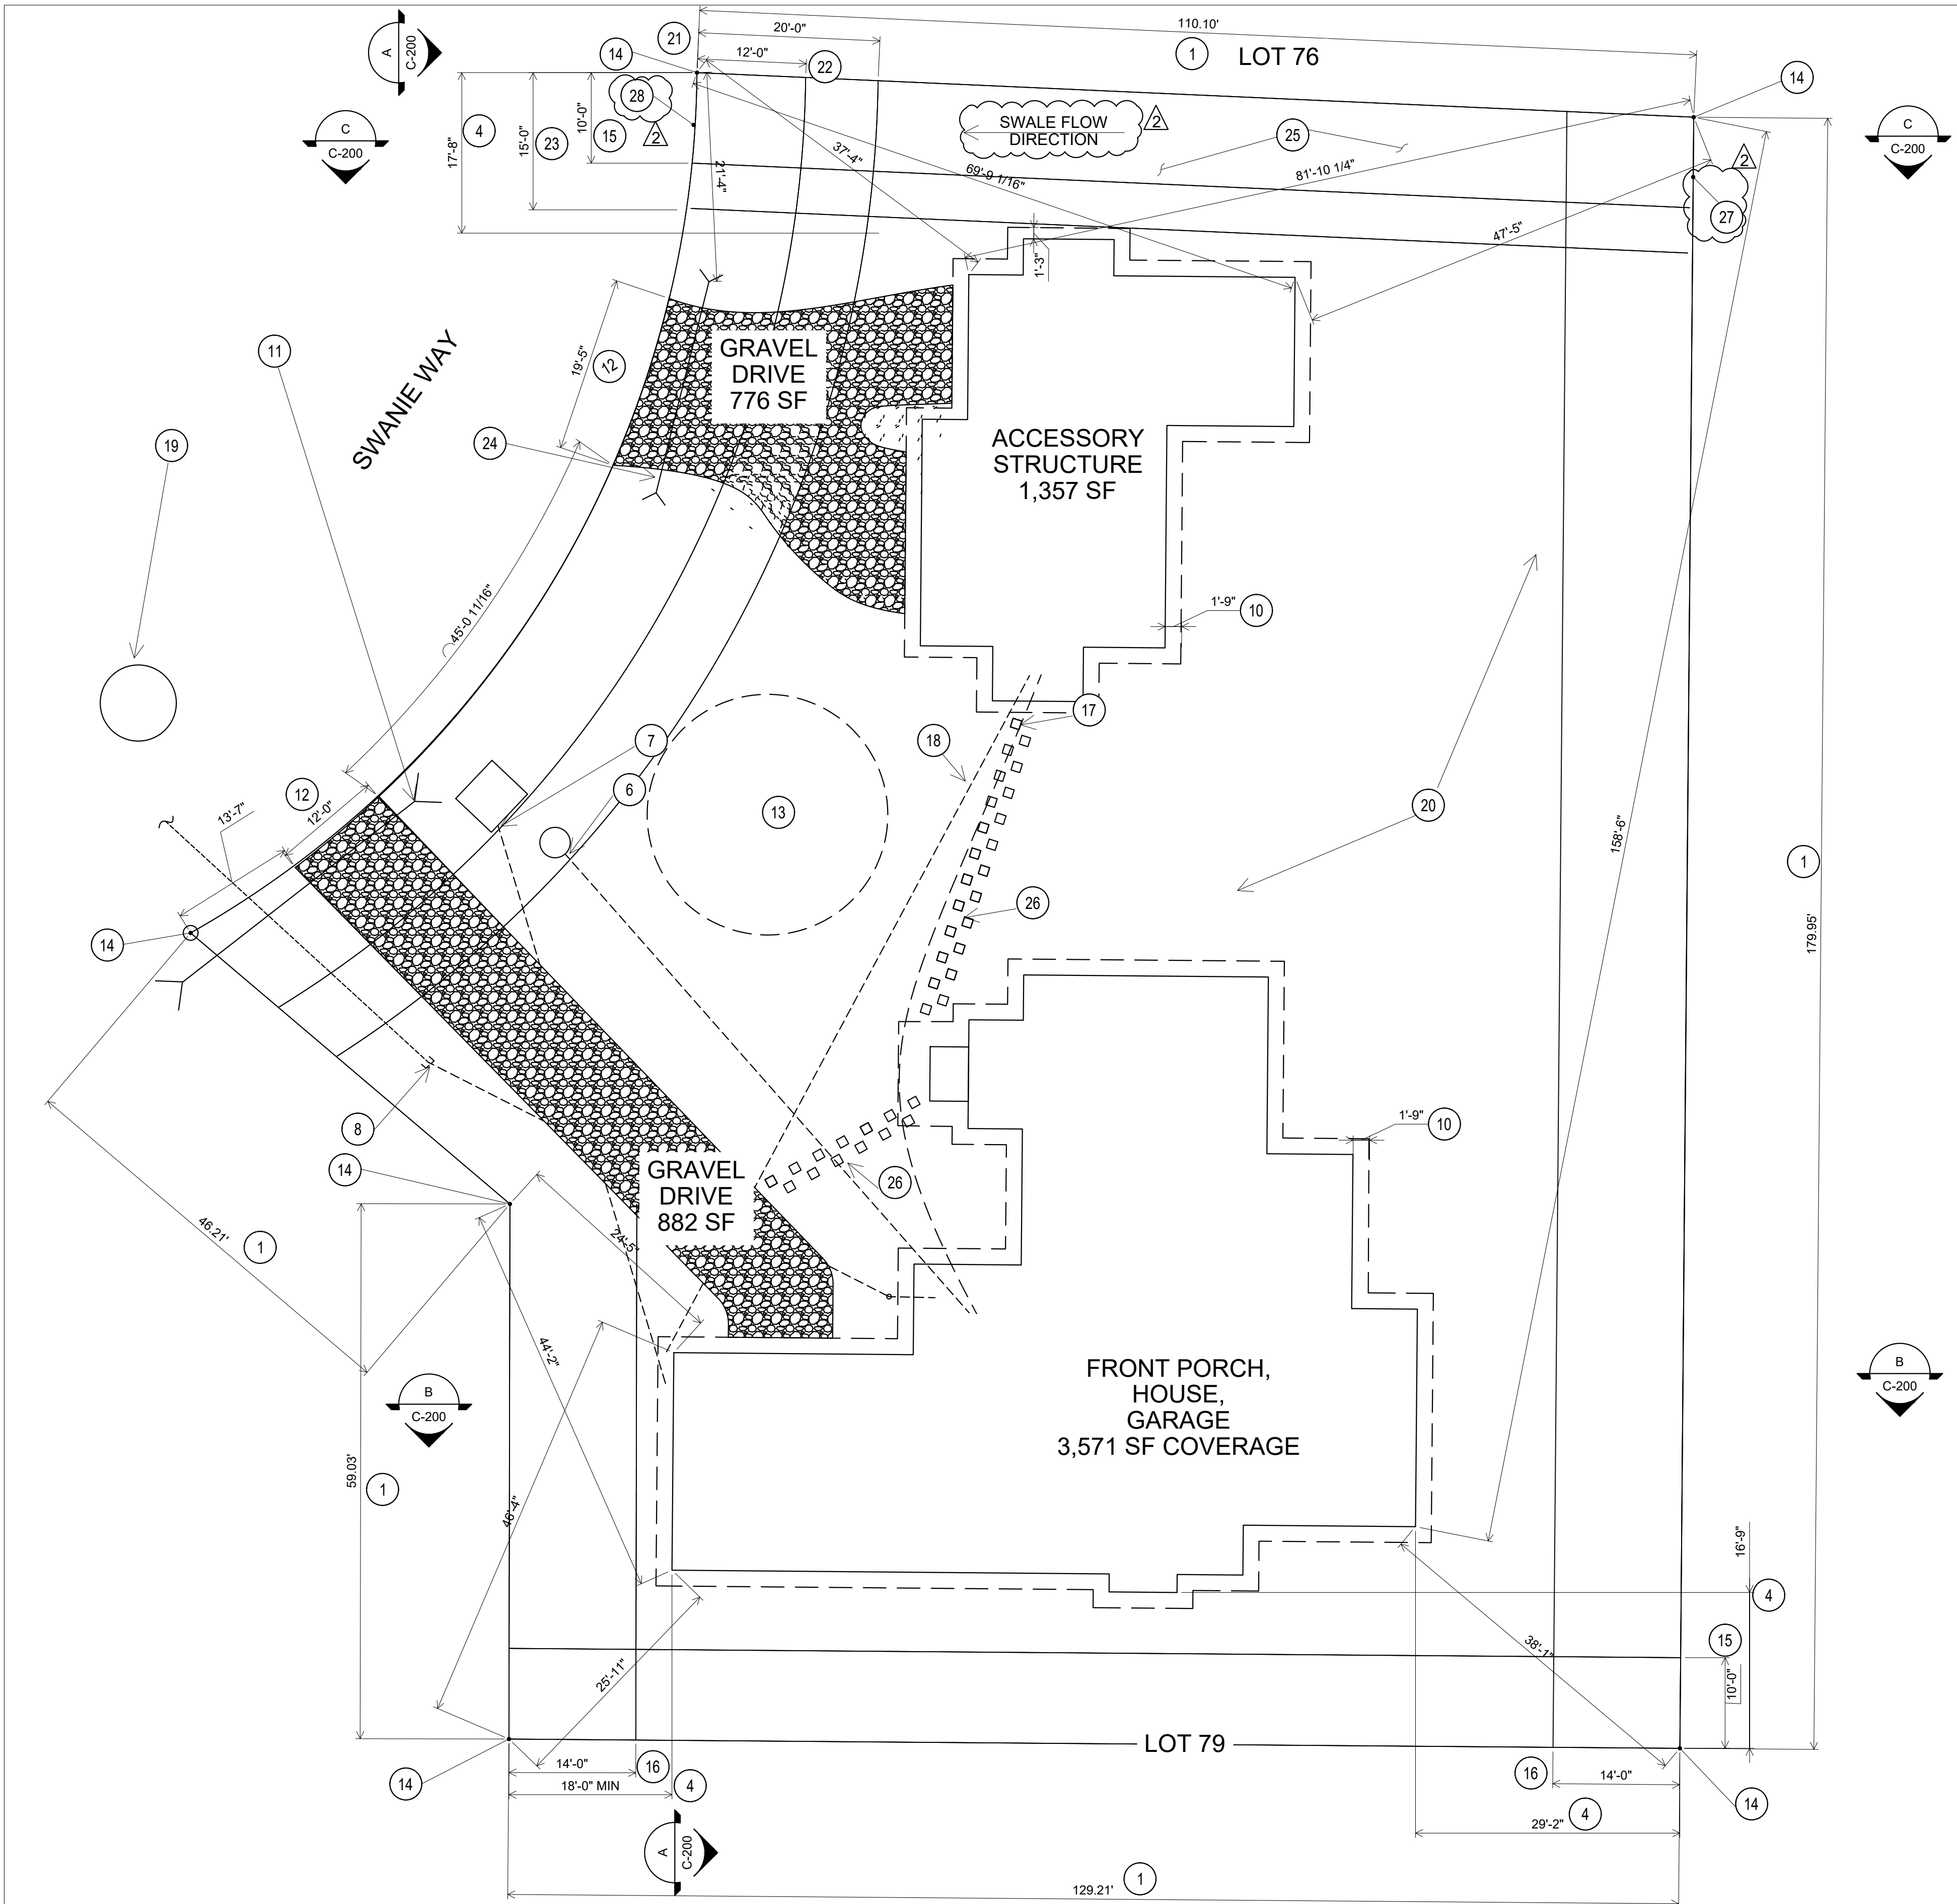 110.10'
20'-0"
12'-0"
21
14
22
1
LOT 76
14
A
C-200
28
2
17'-8"
4
15'-0"
23
10'-0"
15
21'-4"
SWALE FLOW
DIRECTION
2
25
C
C-200
C
C-200
37'-4"
69'-9 1/16"
81'-10 1/4"
47'-5"
2
27
1'-3"
19'-5"
12
GRAVEL
DRIVE
776 SF
11
SWANIE WAY
19
24
ACCESSORY
STRUCTURE
1,357 SF
45'-0 11/16"
1'-9"
10
17
18
7
6
13
20
158'-6"
1
179.95'
12
12'-0"
13'-7"
14
26
8
14
GRAVEL
DRIVE
882 SF
26
1'-9"
10
46.21'
1
24'-5"
44'-2"
B
C-200
B
C-200
FRONT PORCH,
HOUSE,
GARAGE
3,571 SF COVERAGE
59.03'
1
46'-4"
16'-9"
4
15
10'-0"
38'-1"
25'-11"
LOT 79
14'-0"
16
18'-0" MIN
4
14
16
14'-0"
4
29'-2"
14
A
C-200
1
129.21'